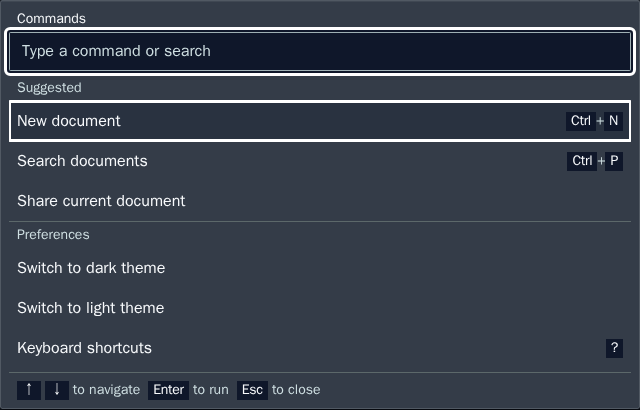 Commands
Type a command or search
Suggested
New document Ctrl + N
Search documents Ctrl + P
Share current document
Preferences
Switch to dark theme
Switch to light theme
Keyboard shortcuts ?
↑ ↓ to navigate Enter to run Esc to close